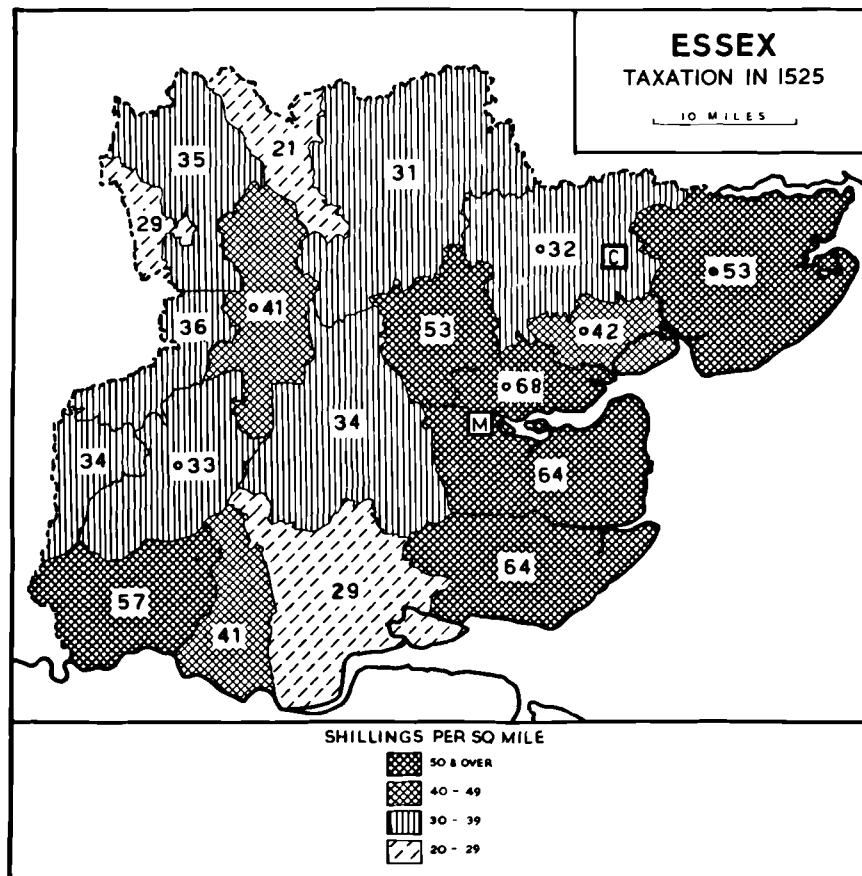 ESSEX
TAXATION IN 1525
10 MILES
35
21
31
29
32
C
53
36
41
53
42
68
M
34
34
33
64
57
41
29
64
SHILLINGS PER SQ MILE
50 & OVER
40 - 49
30 - 39
20 - 29